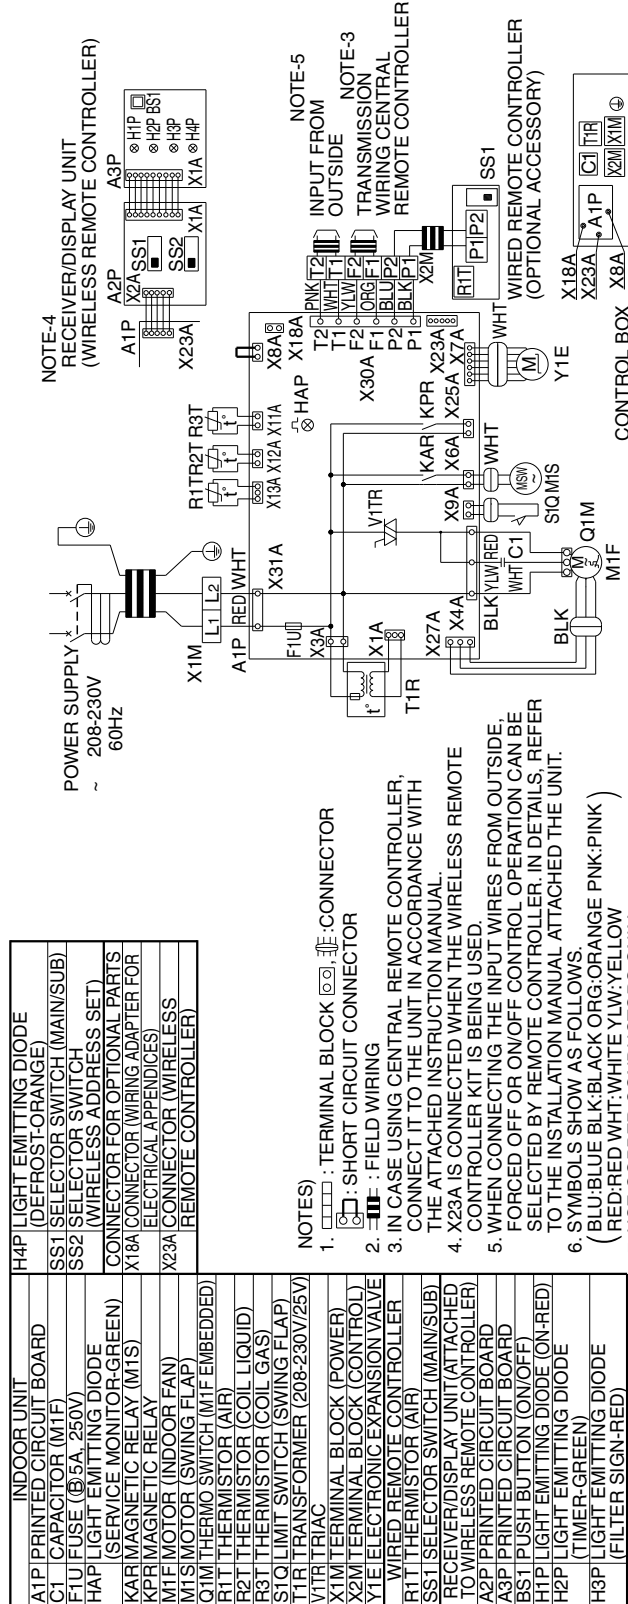 INDOOR UNIT
A1P PRINTED CIRCUIT BOARD
C1 CAPACITOR (M1F)
F1U FUSE (Ⓑ 5A, 250V)
HAP LIGHT EMITTING DIODE
(SERVICE MONITOR-GREEN)
KAR MAGNETIC RELAY (M1S)
KPR MAGNETIC RELAY
M1F MOTOR (INDOOR FAN)
M1S MOTOR (SWING FLAP)
Q1M THERMO SWITCH (M1F EMBEDDED)
R1T THERMISTOR (AIR)
R2T THERMISTOR (COIL LIQUID)
R3T THERMISTOR (COIL GAS)
S1Q LIMIT SWITCH (SWING FLAP)
T1R TRANSFORMER (208-230V/25V)
V1TR TRIAC
X1M TERMINAL BLOCK (POWER)
X2M TERMINAL BLOCK (CONTROL)
Y1E ELECTRONIC EXPANSION VALVE
WIRED REMOTE CONTROLLER
R1T THERMISTOR (AIR)
SS1 SELECTOR SWITCH (MAIN/SUB)
RECEIVER/DISPLAY UNIT(ATTACHED
TO WIRELESS REMOTE CONTROLLER)
A2P PRINTED CIRCUIT BOARD
A3P PRINTED CIRCUIT BOARD
BS1 PUSH BUTTON (ON/OFF)
H1P LIGHT EMITTING DIODE (ON-RED)
H2P LIGHT EMITTING DIODE
(TIMER-GREEN)
H3P LIGHT EMITTING DIODE
(FILTER SIGN-RED)
H4P LIGHT EMITTING DIODE
(DEFROST-ORANGE)
SS1 SELECTOR SWITCH (MAIN/SUB)
SS2 SELECTOR SWITCH
(WIRELESS ADDRESS SET)
CONNECTOR FOR OPTIONAL PARTS
X18A CONNECTOR (WIRING ADAPTER FOR
ELECTRICAL APPENDICES)
X23A CONNECTOR (WIRELESS
REMOTE CONTROLLER)
NOTES)
1. : TERMINAL BLOCK , :CONNECTOR
: SHORT CIRCUIT CONNECTOR
2. : FIELD WIRING
3. IN CASE USING CENTRAL REMOTE CONTROLLER,
CONNECT IT TO THE UNIT IN ACCORDANCE WITH
THE ATTACHED INSTRUCTION MANUAL.
4. X23A IS CONNECTED WHEN THE WIRELESS REMOTE
CONTROLLER KIT IS BEING USED.
5. WHEN CONNECTING THE INPUT WIRES FROM OUTSIDE,
FORCED OFF OR ON/OFF CONTROL OPERATION CAN BE
SELECTED BY REMOTE CONTROLLER. IN DETAILS, REFER
TO THE INSTALLATION MANUAL ATTACHED THE UNIT.
6. SYMBOLS SHOW AS FOLLOWS.
(BLU:BLUE BLK:BLACK ORG:ORANGE PNK:PINK
RED:RED WHT:WHITE YLW:YELLOW)
POWER SUPPLY
~ 208-230V
60Hz
X1M
L1 L2
A1P RED WHT
X31A
F1U
X3A
X1A
T1R
t°
X27A
X4A
BLK YLW RED
WHT C1
BLK
M ~
Q1M
M1F
V1TR
R1T R2T R3T
t° t° t°
X13A X12A X11A
HAP
X8A
X18A
KAR KPR
X9A X6A X25A X7A
X23A
WHT
S1Q M1S
MSW ~
WHT
M
Y1E
X30A
T2 PNK T2
T1 WHT T1
F2 YLW F2
F1 ORG F1
P2 BLU P2
P1 BLK P1
X2M
NOTE-4
RECEIVER/DISPLAY UNIT
(WIRELESS REMOTE CONTROLLER)
A1P A2P A3P
X23A
X2A
SS1
SS2
X1A
X1A
H1P
H2P
H3P
H4P
BS1
NOTE-5
INPUT FROM
OUTSIDE
NOTE-3
TRANSMISSION
WIRING CENTRAL
REMOTE CONTROLLER
R1T
P1 P2
SS1
WIRED REMOTE CONTROLLER
(OPTIONAL ACCESSORY)
CONTROL BOX
X18A
X23A
X8A
A1P
C1 T1R
X2M X1M